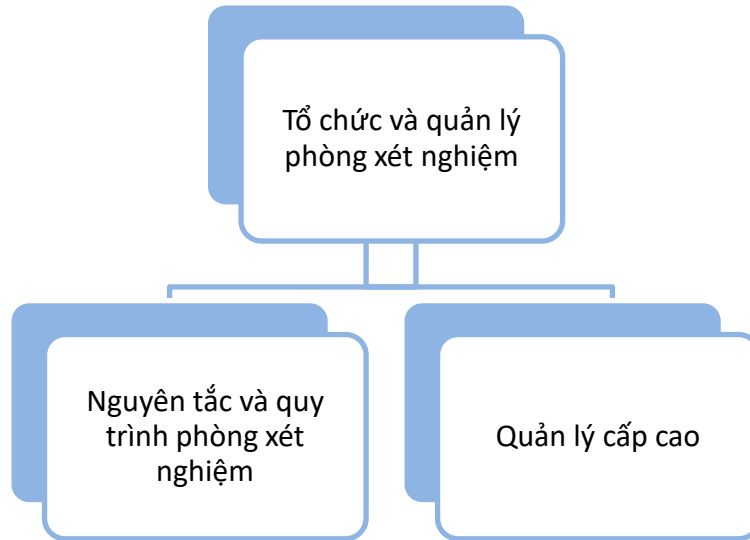 Tổ chức và quản lý
phòng xét nghiệm
Nguyên tắc và quy
trình phòng xét
nghiệm
Quản lý cấp cao